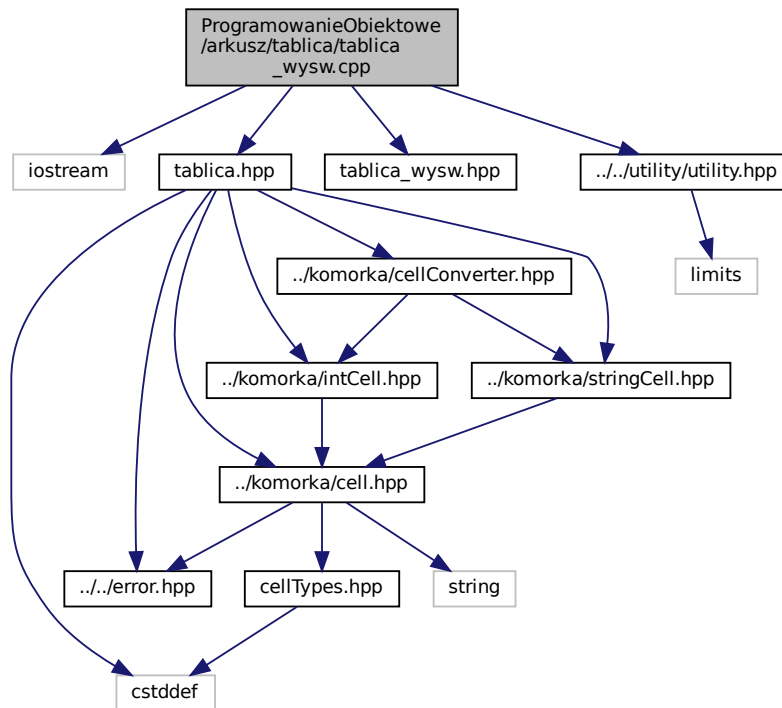 ProgramowanieObiektowe
/arkusz/tablica/tablica
_wysw.cpp
iostream
tablica.hpp
tablica_wysw.hpp
../../utility/utility.hpp
../komorka/cellConverter.hpp
limits
../komorka/intCell.hpp
../komorka/stringCell.hpp
../komorka/cell.hpp
../../error.hpp
cellTypes.hpp
string
cstddef